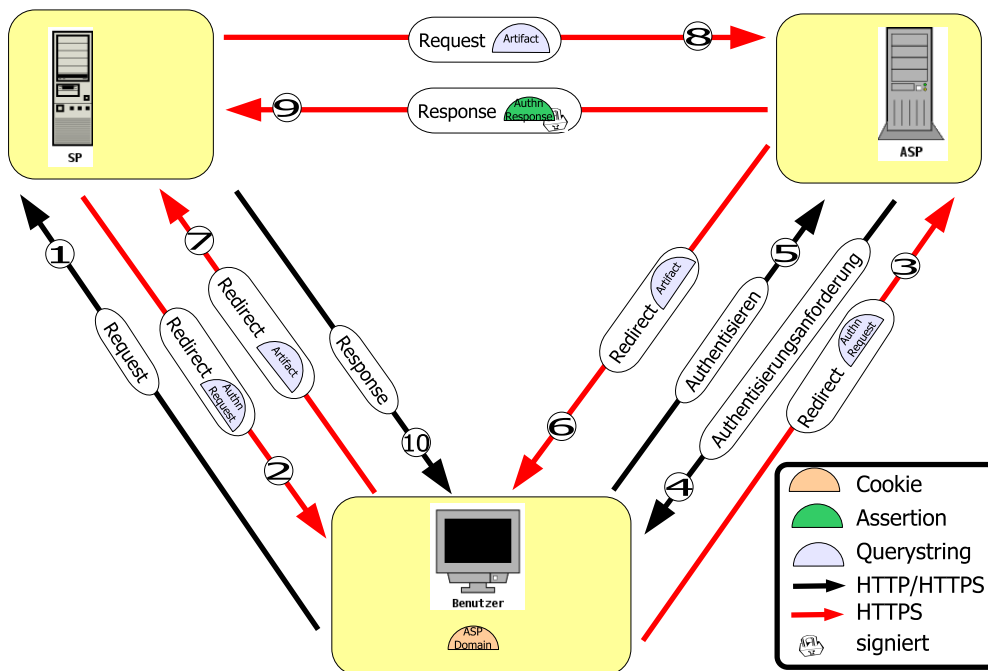 Request Artifact 8
9 Response Authn
Response
SP
ASP
1 Request
2 Redirect Authn
Request
7 Redirect Artifact
10 Response
6 Redirect Artifact
5 Authentisieren
4 Authentisierungsanforderung
3 Redirect Authn
Request
Benutzer
ASP
Domain
Cookie
Assertion
Querystring
HTTP/HTTPS
HTTPS
signiert